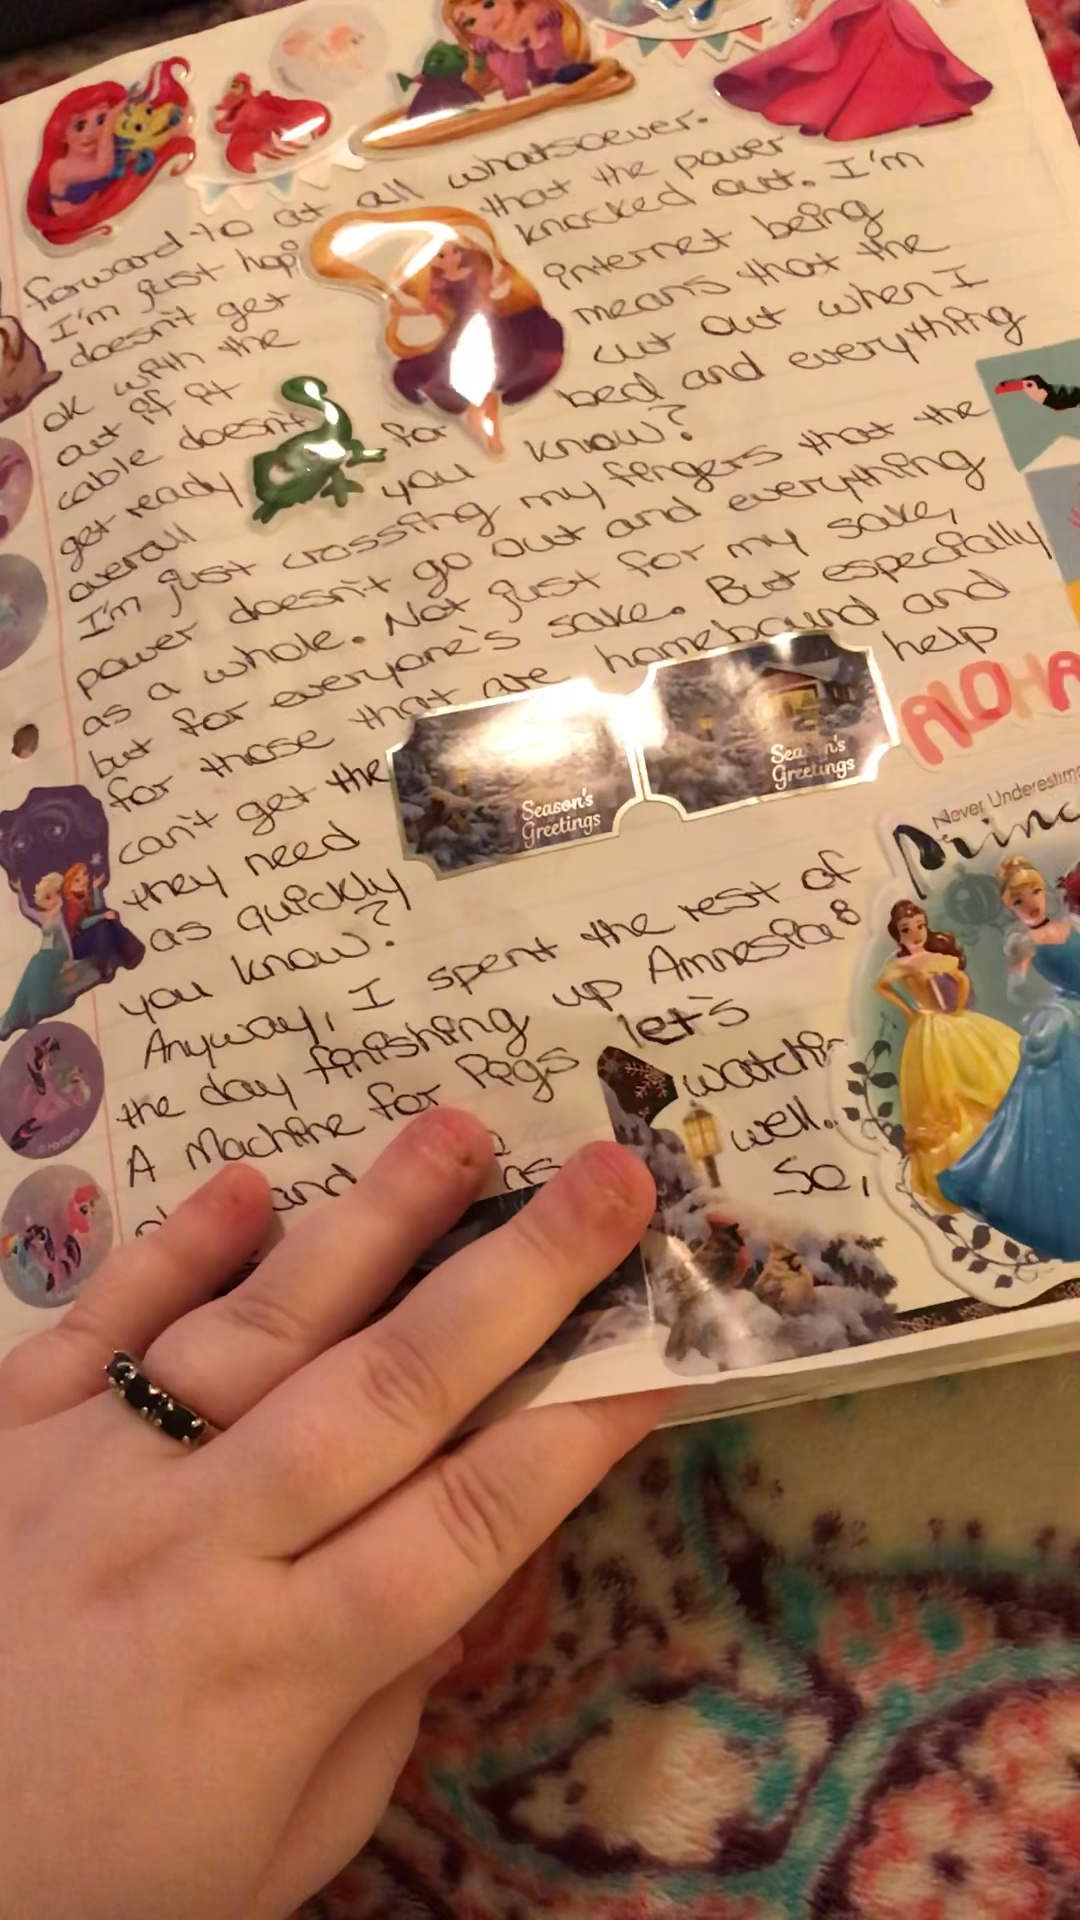 forward to at all whatsoever.
I'm just hopi that the power
doesn't get knocked out. I'm
ok with the internet being
out if it means that the
cable doesn't cut out when I
get ready for bed and everything
overall you know?
I'm just crossing my fingers that the
power doesn't go out and everything
as a whole. Not just for my sake,
but for everyone's sake. But especially
for those that are homebound and
can't get the help
they need
as quickly
you know?
Anyway, I spent the rest of
the day finishing up Amnesia:
A Machine for Pigs let's
and watchin
well..
So,
Season's
Greetings
Season's
Greetings
ALOHA
Never Underestim
Princ